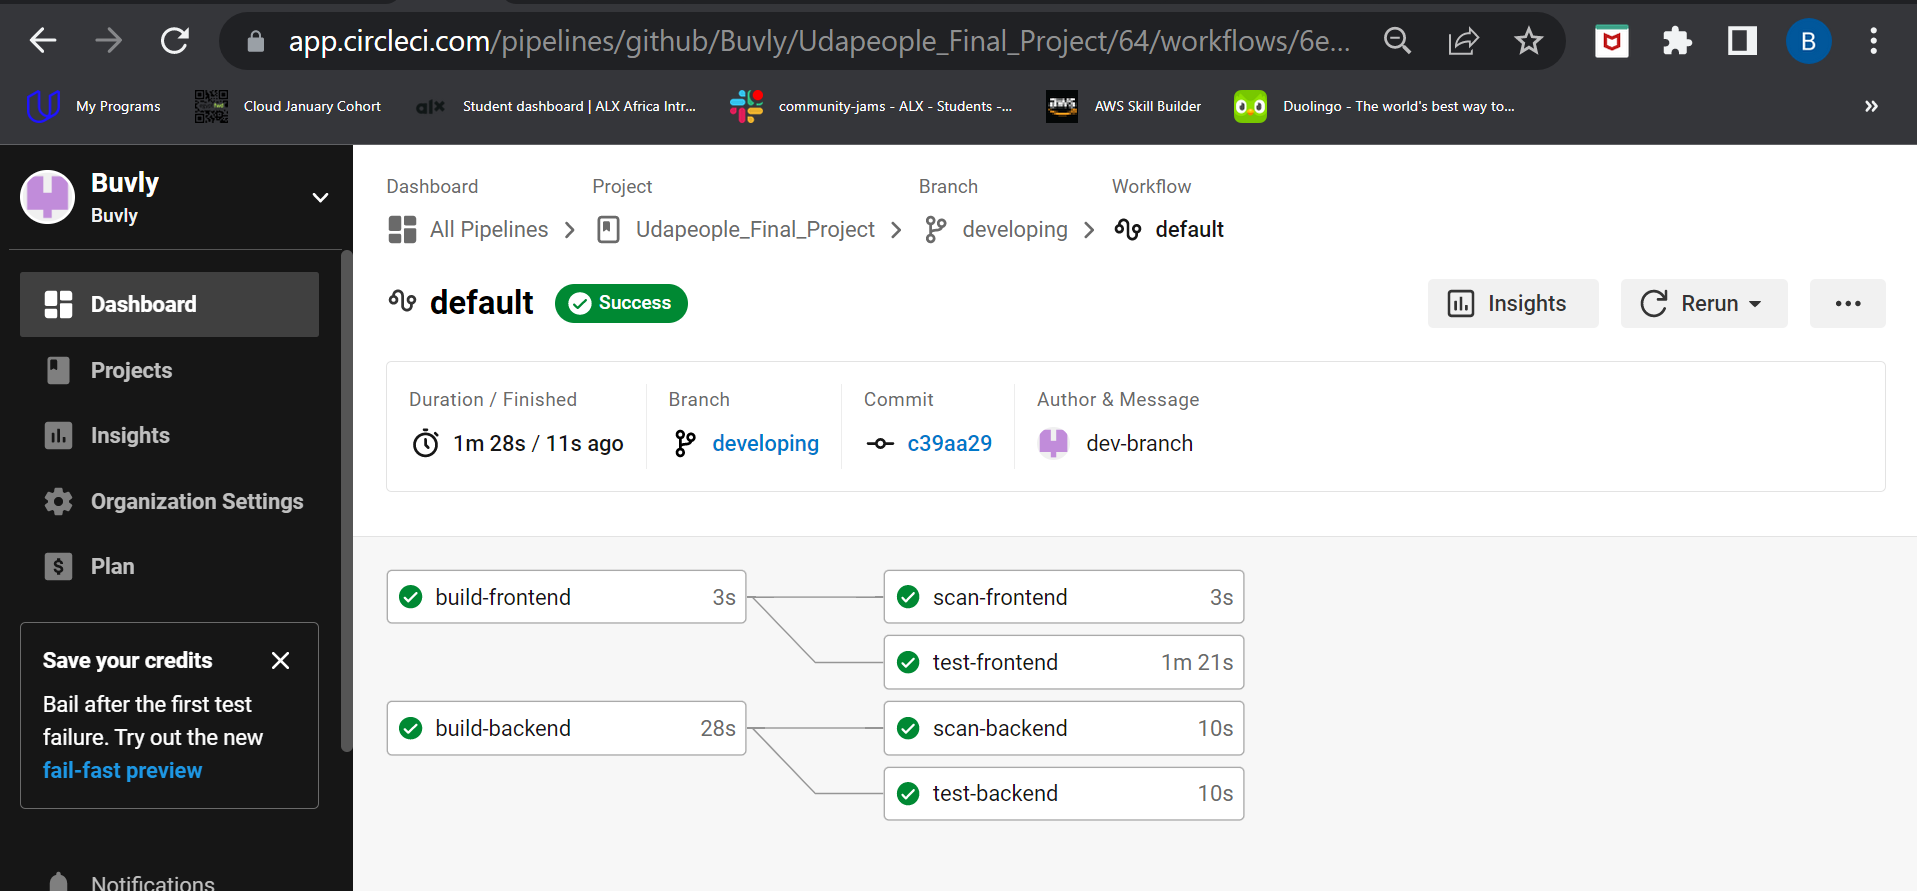 app.circleci.com/pipelines/github/Buvly/Udapeople_Final_Project/64/workflows/6e...
B
My Programs
Cloud January Cohort
alx
Student dashboard | ALX Africa Intr...
community-jams - ALX - Students -...
AWS Skill Builder
Duolingo - The world's best way to...
»
Buvly
Buvly
Dashboard
Projects
Insights
Organization Settings
Plan
Save your credits
Bail after the first test
failure. Try out the new
fail-fast preview
Notifications
Dashboard Project Branch Workflow
All Pipelines Udapeople_Final_Project developing default
default Success
Insights Rerun
Duration / Finished Branch Commit Author & Message
1m 28s / 11s ago developing c39aa29 dev-branch
build-frontend 3s scan-frontend 3s
test-frontend 1m 21s
build-backend 28s scan-backend 10s
test-backend 10s